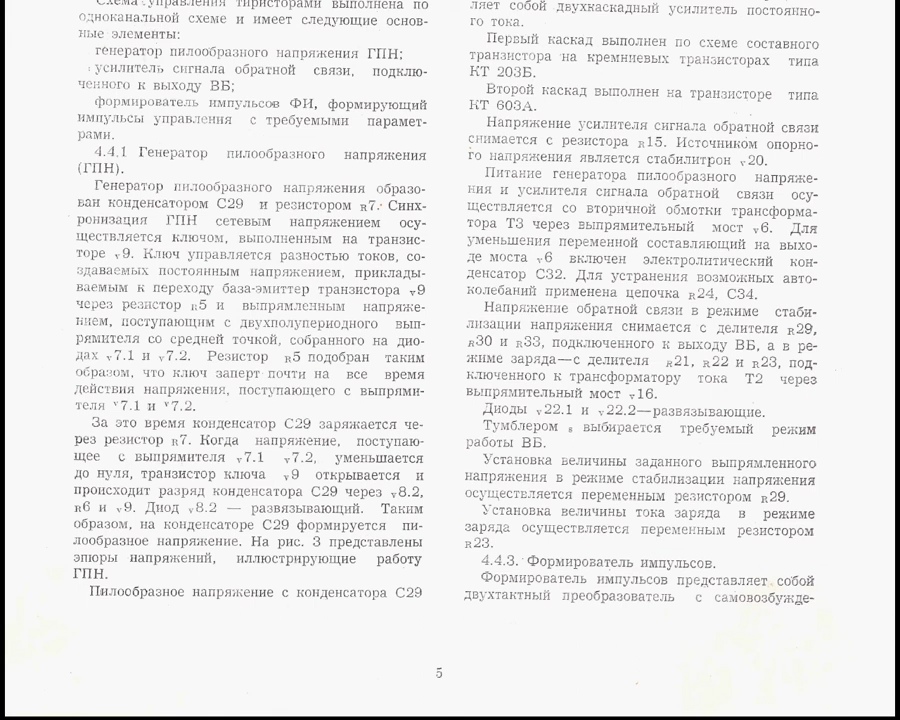 Схема управления тиристорами выполнена по
одноканальной схеме и имеет следующие основ-
ные элементы:
генератор пилообразного напряжения ГПН;
усилитель сигнала обратной связи, подклю-
ченного к выходу ВБ;
формирователь импульсов ФИ, формирующий
импульсы управления с требуемыми парамет-
рами.
4.4.1 Генератор пилообразного напряжения
(ГПН).
Генератор пилообразного напряжения образо-
ван конденсатором С29 и резистором R7. Синх-
ронизация ГПН сетевым напряжением осу-
ществляется ключом, выполненным на транзис-
торе v9. Ключ управляется разностью токов, со-
здаваемых постоянным напряжением, приклады-
ваемым к переходу база-эмиттер транзистора v9
через резистор R5 и выпрямленным напряже-
нием, поступающим с двухполупериодного вып-
рямителя со средней точкой, собранного на дио-
дах v7.1 и v7.2. Резистор R5 подобран таким
образом, что ключ заперт почти на все время
действия напряжения, поступающего с выпрями-
теля v7.1 и v7.2.
За это время конденсатор С29 заряжается че-
рез резистор R7. Когда напряжение, поступаю-
щее с выпрямителя v7.1 v7.2, уменьшается
до нуля, транзистор ключа v9 открывается и
происходит разряд конденсатора С29 через v8.2,
R6 и v9. Диод v8.2 — развязывающий. Таким
образом, на конденсаторе С29 формируется пи-
лообразное напряжение. На рис. 3 представлены
эпюры напряжений, иллюстрирующие работу
ГПН.
Пилообразное напряжение с конденсатора С29
ляет собой двухкаскадный усилитель постоянно-
го тока.
Первый каскад выполнен по схеме составного
транзистора на кремниевых транзисторах типа
КТ 203Б.
Второй каскад выполнен на транзисторе типа
КТ 603А.
Напряжение усилителя сигнала обратной связи
снимается с резистора R15. Источником опорно-
го напряжения является стабилитрон v20.
Питание генератора пилообразного напряже-
ния и усилителя сигнала обратной связи осу-
ществляется со вторичной обмотки трансформа-
тора Т3 через выпрямительный мост v6. Для
уменьшения переменной составляющий на выхо-
де моста v6 включен электролитический кон-
денсатор С32. Для устранения возможных авто-
колебаний применена цепочка R24, С34.
Напряжение обратной связи в режиме стаби-
лизации напряжения снимается с делителя R29,
R30 и R33, подключенного к выходу ВБ, а в ре-
жиме заряда—с делителя R21, R22 и R23, под-
ключенного к трансформатору тока Т2 через
выпрямительный мост v16.
Диоды v22.1 и v22.2—развязывающие.
Тумблером s выбирается требуемый режим
работы ВБ.
Установка величины заданного выпрямленного
напряжения в режиме стабилизации напряжения
осуществляется переменным резистором R29.
Установка величины тока заряда в режиме
заряда осуществляется переменным резистором
R23.
4.4.3. Формирователь импульсов.
Формирователь импульсов представляет собой
двухтактный преобразователь с самовозбужде-
5